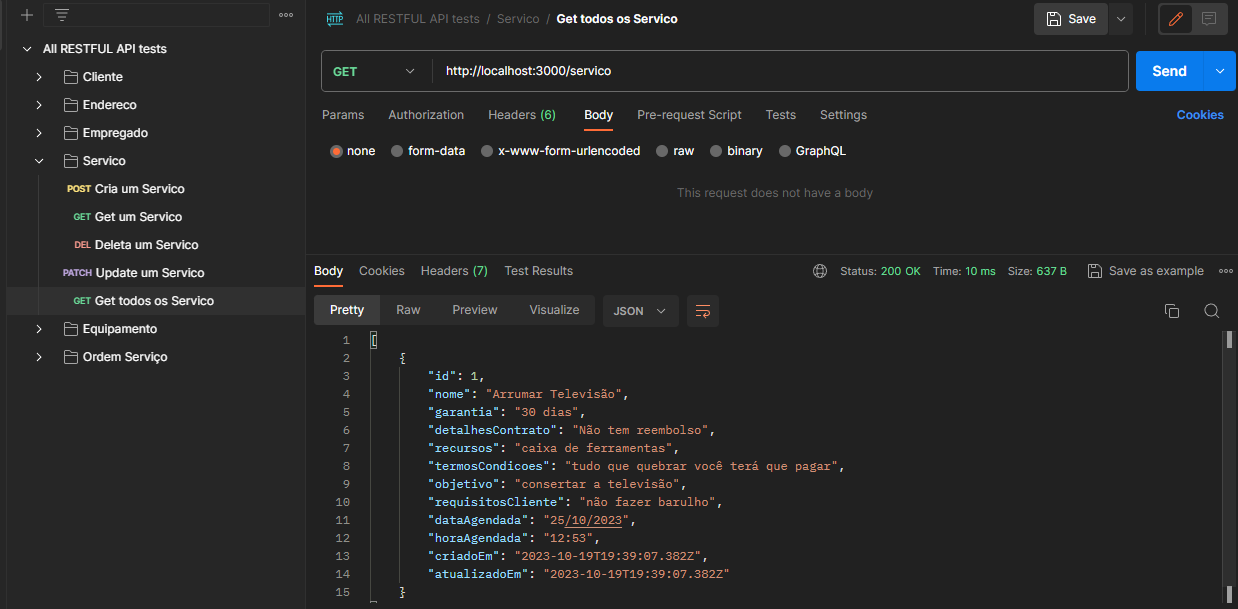 All RESTFUL API tests
Cliente
Endereco
Empregado
Servico
POST Cria um Servico
GET Get um Servico
DEL Deleta um Servico
PATCH Update um Servico
GET Get todos os Servico
Equipamento
Ordem Serviço
HTTP All RESTFUL API tests / Servico / Get todos os Servico
Save
GET http://localhost:3000/servico
Send
Params Authorization Headers (6) Body Pre-request Script Tests Settings Cookies
none form-data x-www-form-urlencoded raw binary GraphQL
This request does not have a body
Body Cookies Headers (7) Test Results Status: 200 OK Time: 10 ms Size: 637 B Save as example
Pretty Raw Preview Visualize JSON
1 [
2 {
3 "id": 1,
4 "nome": "Arrumar Televisão",
5 "garantia": "30 dias",
6 "detalhesContrato": "Não tem reembolso",
7 "recursos": "caixa de ferramentas",
8 "termosCondicoes": "tudo que quebrar você terá que pagar",
9 "objetivo": "consertar a televisão",
10 "requisitosCliente": "não fazer barulho",
11 "dataAgendada": "25/10/2023",
12 "horaAgendada": "12:53",
13 "criadoEm": "2023-10-19T19:39:07.382Z",
14 "atualizadoEm": "2023-10-19T19:39:07.382Z"
15 }